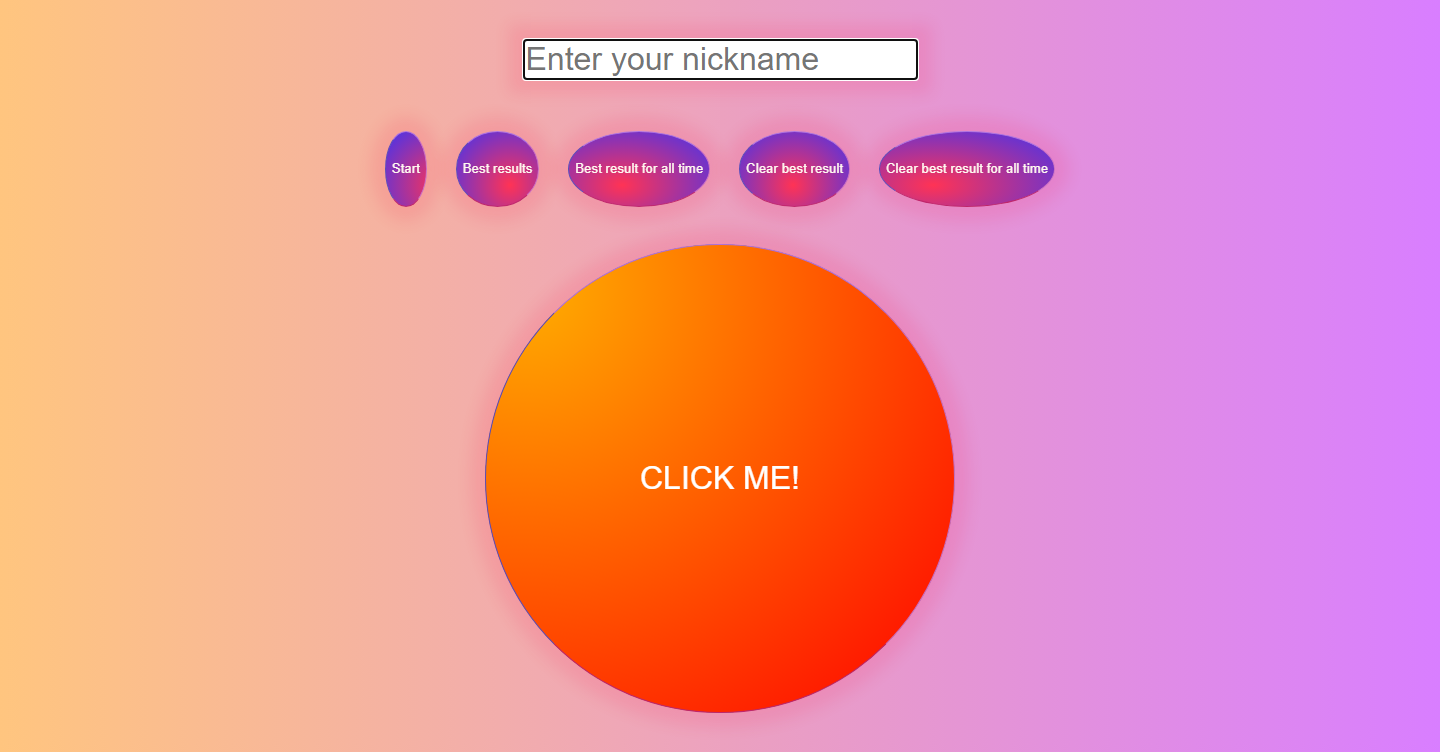 Enter your nickname
Start
Best results
Best result for all time
Clear best result
Clear best result for all time
CLICK ME!